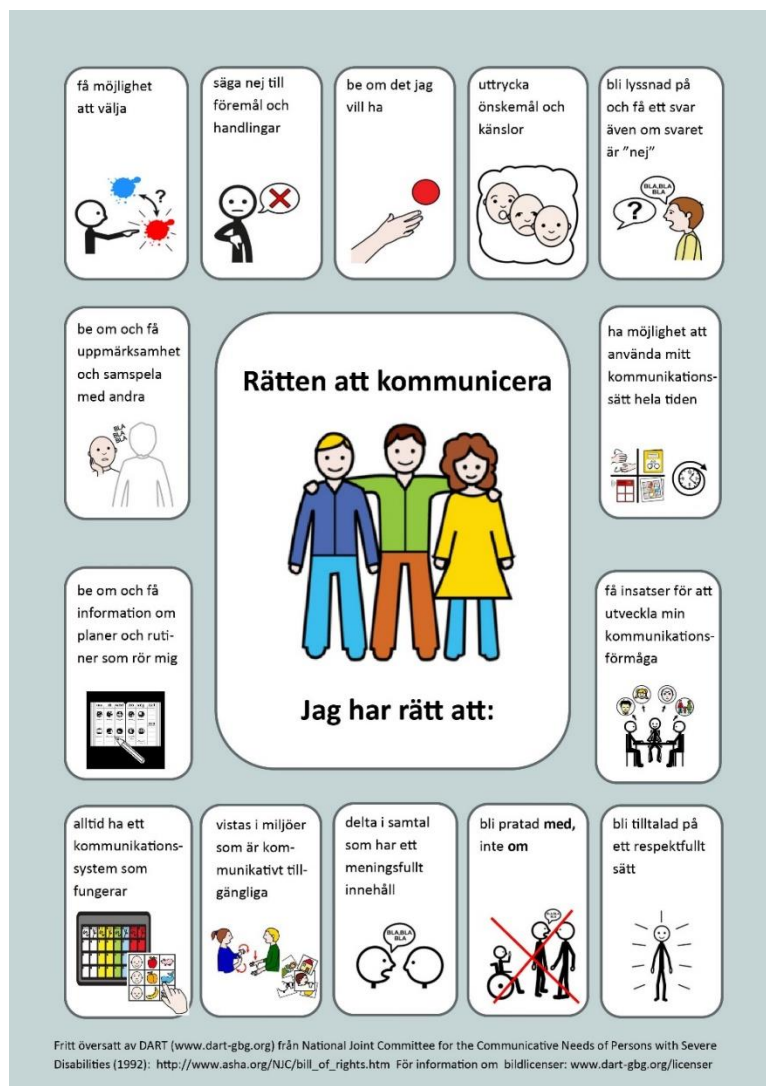 få möjlighet
att välja
säga nej till
föremål och
handlingar
be om det jag
vill ha
uttrycka
önskemål och
känslor
bli lyssnad på
och få ett svar
även om svaret
är ”nej”
?
?
BLA,BLA
BLA
be om och få
uppmärksamhet
och samspela
med andra
BLA
BLA
BLA
Rätten att kommunicera
Jag har rätt att:
ha möjlighet att
använda mitt
kommunikations-
sätt hela tiden
be om och få
information om
planer och ruti-
ner som rör mig
få insatser för att
utveckla min
kommunikations-
förmåga
alltid ha ett
kommunikations-
system som
fungerar
vistas i miljöer
som är kom-
munikativt till-
gängliga
delta i samtal
som har ett
meningsfullt
innehåll
BLA,BLA
BLA
bli pratad med,
inte om
bli tilltalad på
ett respektfullt
sätt
Fritt översatt av DART (www.dart-gbg.org) från National Joint Committee for the Communicative Needs of Persons with Severe
Disabilities (1992): http://www.asha.org/NJC/bill_of_rights.htm För information om bildlicenser: www.dart-gbg.org/licenser